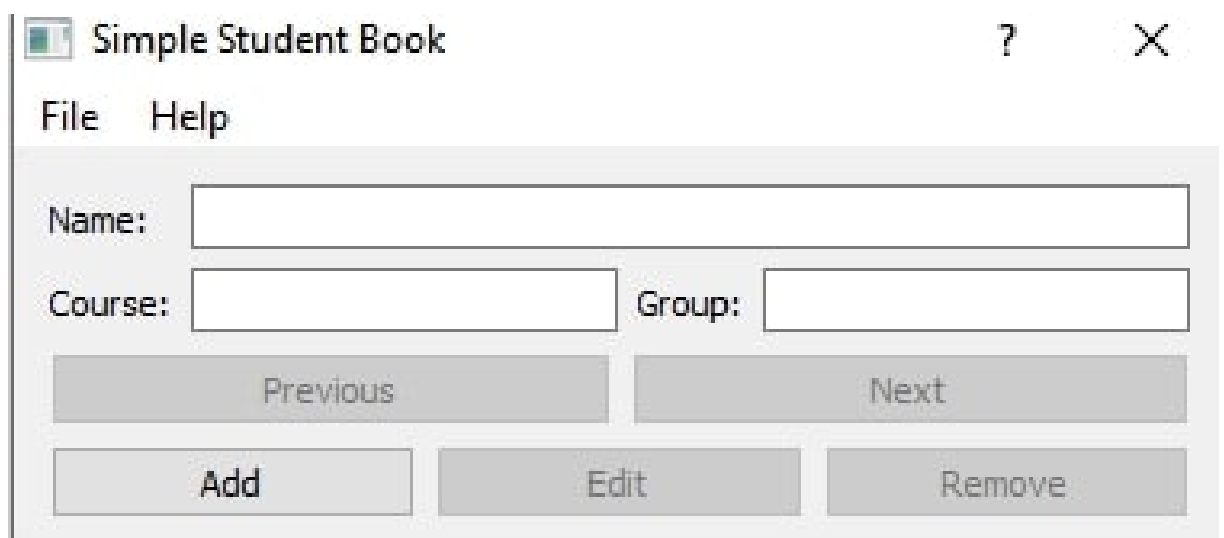 Simple Student Book ? X
File Help
Name:
Course: Group:
Previous Next
Add Edit Remove